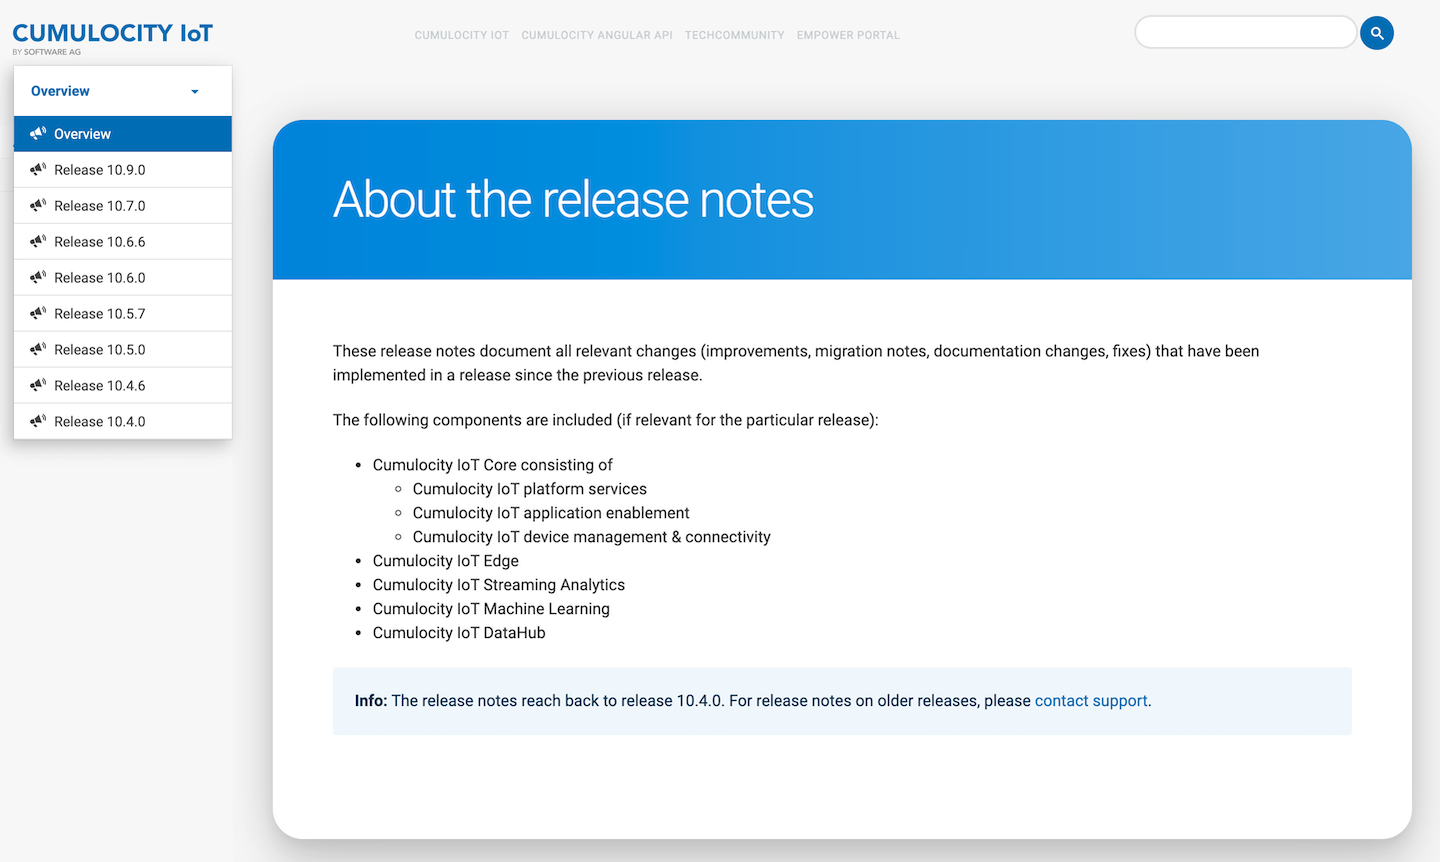 CUMULOCITY IoT
BY SOFTWARE AG
CUMULOCITY IOT CUMULOCITY ANGULAR API TECHCOMMUNITY EMPOWER PORTAL
Overview
Overview
Release 10.9.0
Release 10.7.0
Release 10.6.6
Release 10.6.0
Release 10.5.7
Release 10.5.0
Release 10.4.6
Release 10.4.0
About the release notes
These release notes document all relevant changes (improvements, migration notes, documentation changes, fixes) that have been
implemented in a release since the previous release.
The following components are included (if relevant for the particular release):
• Cumulocity IoT Core consisting of
◦ Cumulocity IoT platform services
◦ Cumulocity IoT application enablement
◦ Cumulocity IoT device management & connectivity
• Cumulocity IoT Edge
• Cumulocity IoT Streaming Analytics
• Cumulocity IoT Machine Learning
• Cumulocity IoT DataHub
Info: The release notes reach back to release 10.4.0. For release notes on older releases, please contact support.